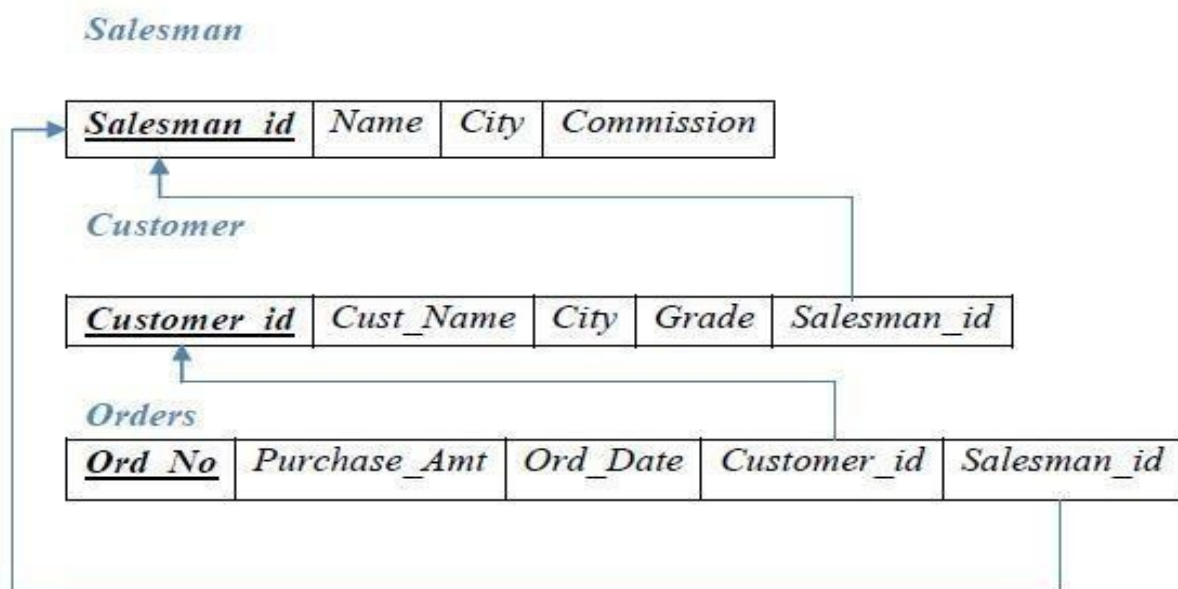 Salesman
Salesman_id Name City Commission
Customer
Customer_id Cust_Name City Grade Salesman_id
Orders
Ord_No Purchase_Amt Ord_Date Customer_id Salesman_id